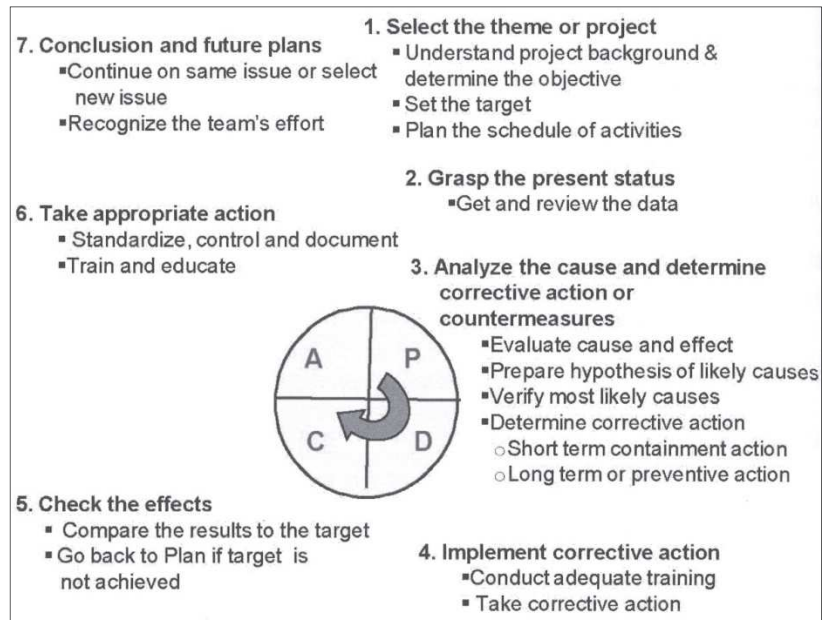 1. Select the theme or project
▪ Understand project background &
determine the objective
▪ Set the target
▪ Plan the schedule of activities
2. Grasp the present status
▪Get and review the data
3. Analyze the cause and determine
corrective action or
countermeasures
▪Evaluate cause and effect
▪Prepare hypothesis of likely causes
▪Verify most likely causes
▪Determine corrective action
○Short term containment action
○Long term or preventive action
4. Implement corrective action
▪Conduct adequate training
▪ Take corrective action
5. Check the effects
▪ Compare the results to the target
▪ Go back to Plan if target is
not achieved
6. Take appropriate action
▪ Standardize, control and document
▪Train and educate
7. Conclusion and future plans
▪Continue on same issue or select
new issue
▪Recognize the team's effort
A P
C D